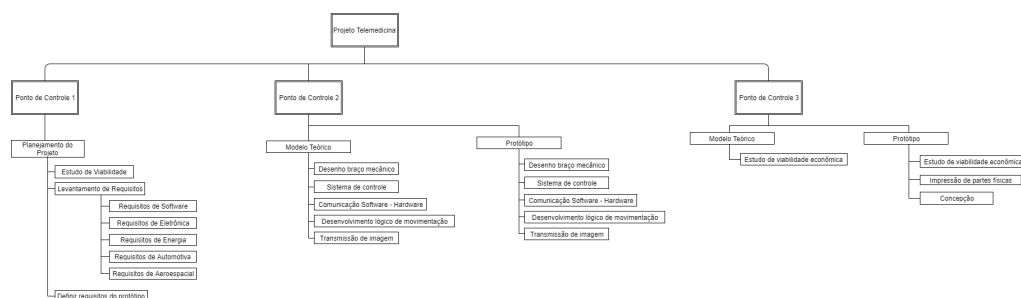 Projeto Telemedicina
Ponto de Controle 1
Planejamento do
Projeto
Estudo de Viabilidade
Levantamento de Requisitos
Requisitos de Software
Requisitos de Eletrônica
Requisitos de Energia
Requisitos de Automotiva
Requisitos de Aeroespacial
Definir requisitos do protótipo
Ponto de Controle 2
Modelo Teórico
Desenho braço mecânico
Sistema de controle
Comunicação Software - Hardware
Desenvolvimento lógico de movimentação
Transmissão de imagem
Protótipo
Desenho braço mecânico
Sistema de controle
Comunicação Software - Hardware
Desenvolvimento lógico de movimentação
Transmissão de imagem
Ponto de Controle 3
Modelo Teórico
Estudo de viabilidade econômica
Protótipo
Estudo de viabilidade econômica
Impressão de partes físicas
Concepção